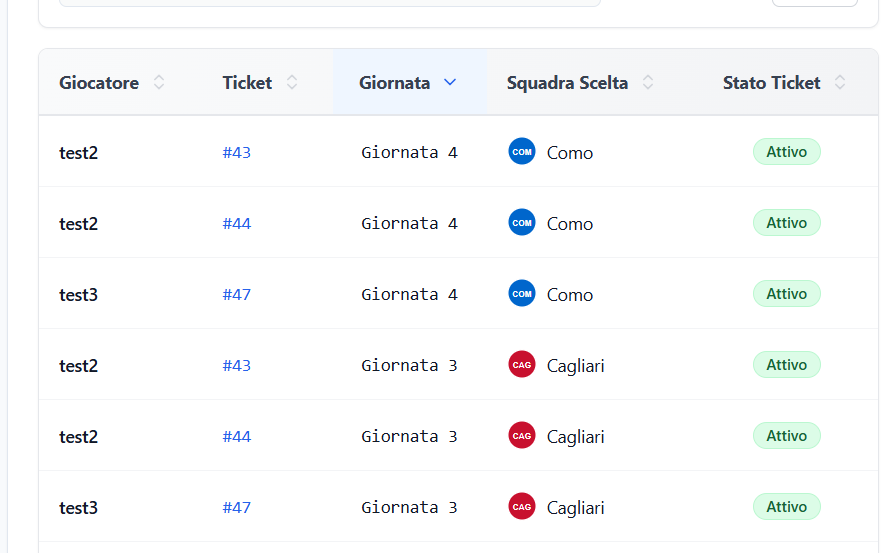 Giocatore Ticket Giornata Squadra Scelta Stato Ticket
test2 #43 Giornata 4 COM Como Attivo
test2 #44 Giornata 4 COM Como Attivo
test3 #47 Giornata 4 COM Como Attivo
test2 #43 Giornata 3 CAG Cagliari Attivo
test2 #44 Giornata 3 CAG Cagliari Attivo
test3 #47 Giornata 3 CAG Cagliari Attivo